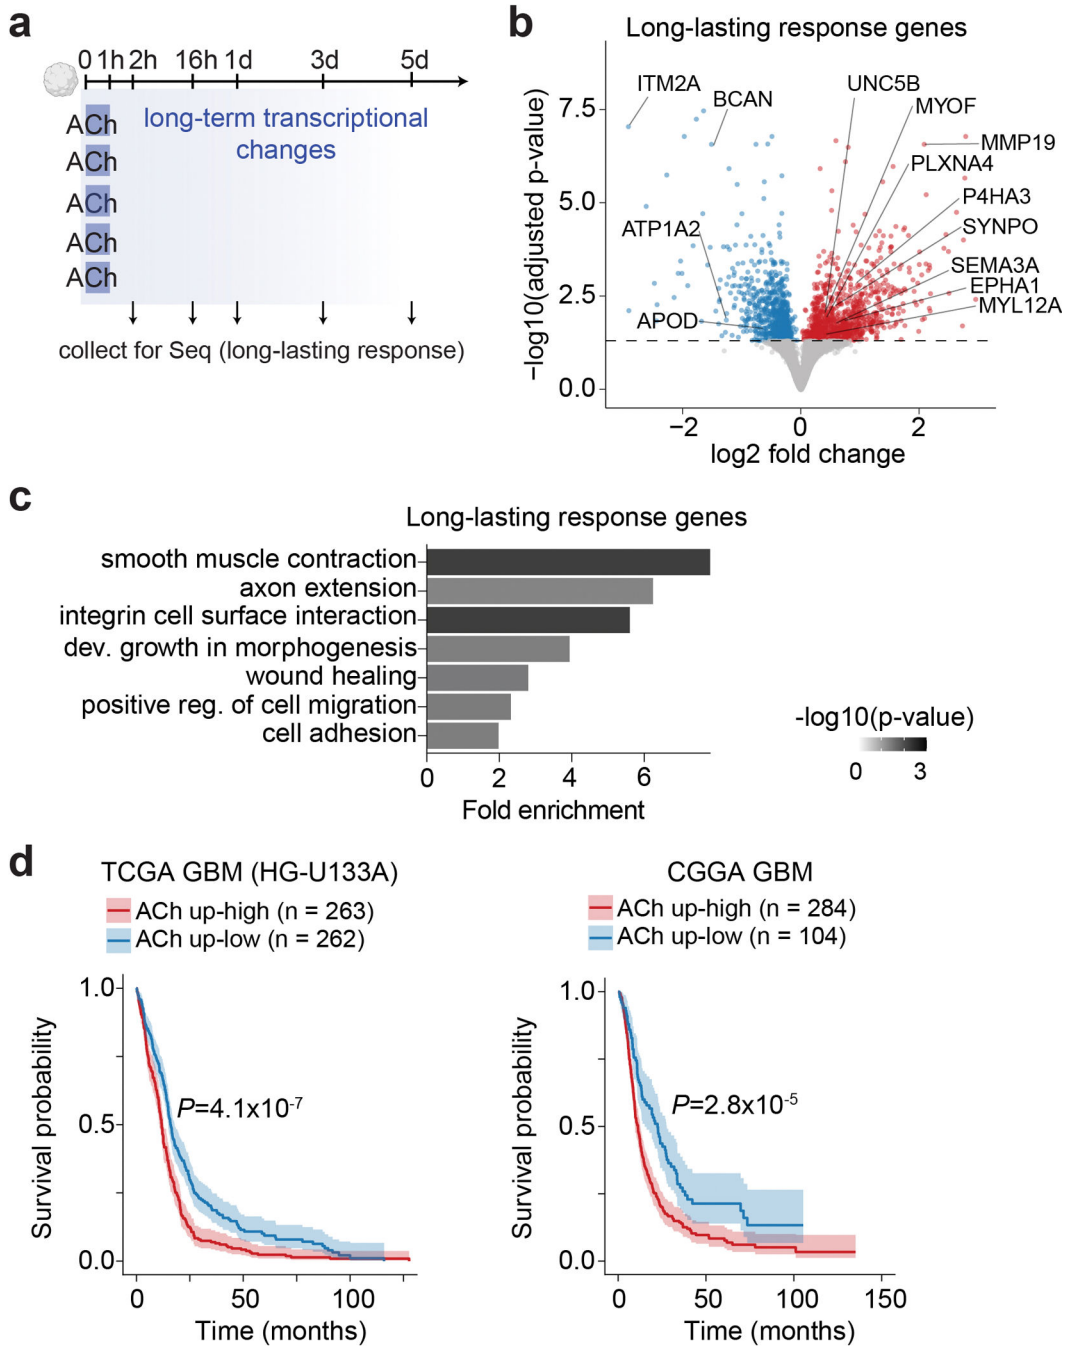 a
0 1h 2h 16h 1d 3d 5d
ACh
ACh
ACh
ACh
ACh
long-term transcriptional
changes
collect for Seq (long-lasting response)
b
Long-lasting response genes
−log10(adjusted p-value)
7.5
5.0
2.5
0.0
ITM2A
BCAN
UNC5B
MYOF
MMP19
PLXNA4
P4HA3
SYNPO
ATP1A2
SEMA3A
EPHA1
MYL12A
APOD
−2 0 2
log2 fold change
c
Long-lasting response genes
smooth muscle contraction
axon extension
integrin cell surface interaction
dev. growth in morphogenesis
wound healing
positive reg. of cell migration
cell adhesion
0 2 4 6
Fold enrichment
-log10(p-value)
0 3
d
TCGA GBM (HG-U133A)
ACh up-high (n = 263)
ACh up-low (n = 262)
Survival probability
1.0
0.5
0.0
P=4.1x10-7
0 50 100
Time (months)
CGGA GBM
ACh up-high (n = 284)
ACh up-low (n = 104)
Survival probability
1.0
0.5
0.0
P=2.8x10-5
0 50 100 150
Time (months)